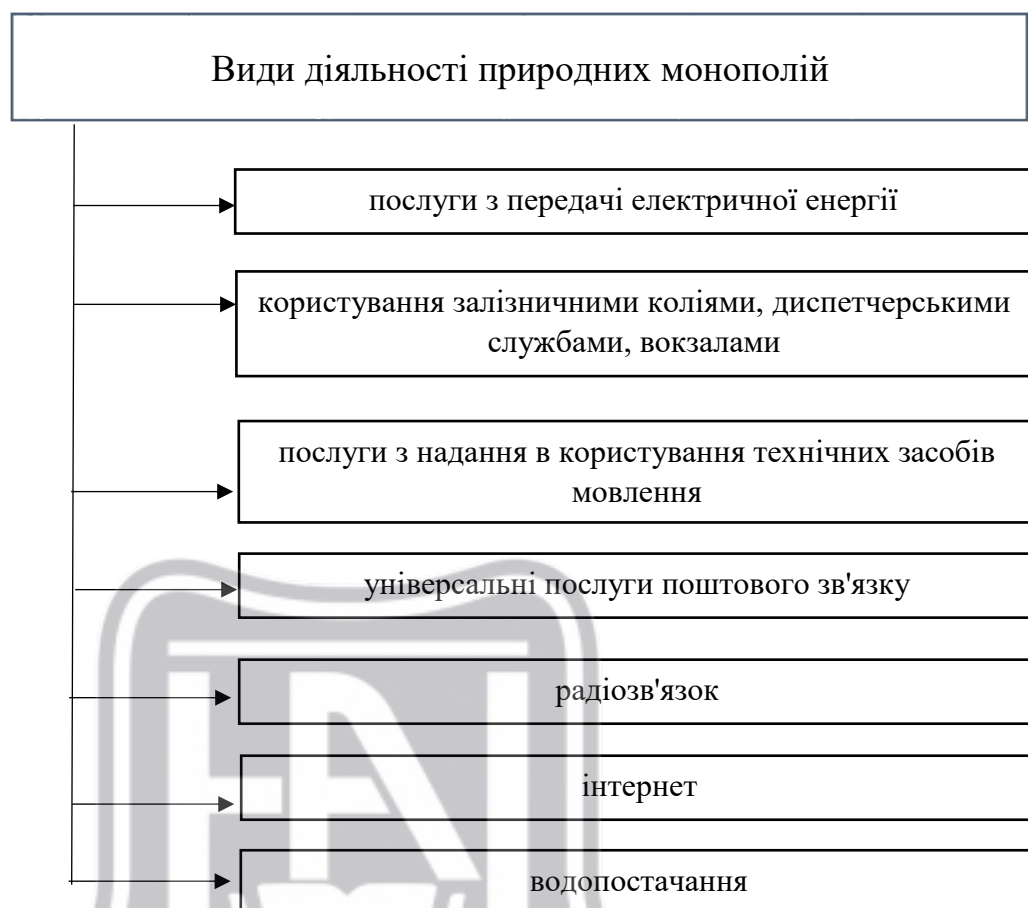 Види діяльності природних монополій
послуги з передачі електричної енергії
користування залізничними коліями, диспетчерськими
службами, вокзалами
послуги з надання в користування технічних засобів
мовлення
універсальні послуги поштового зв'язку
радіозв'язок
інтернет
водопостачання